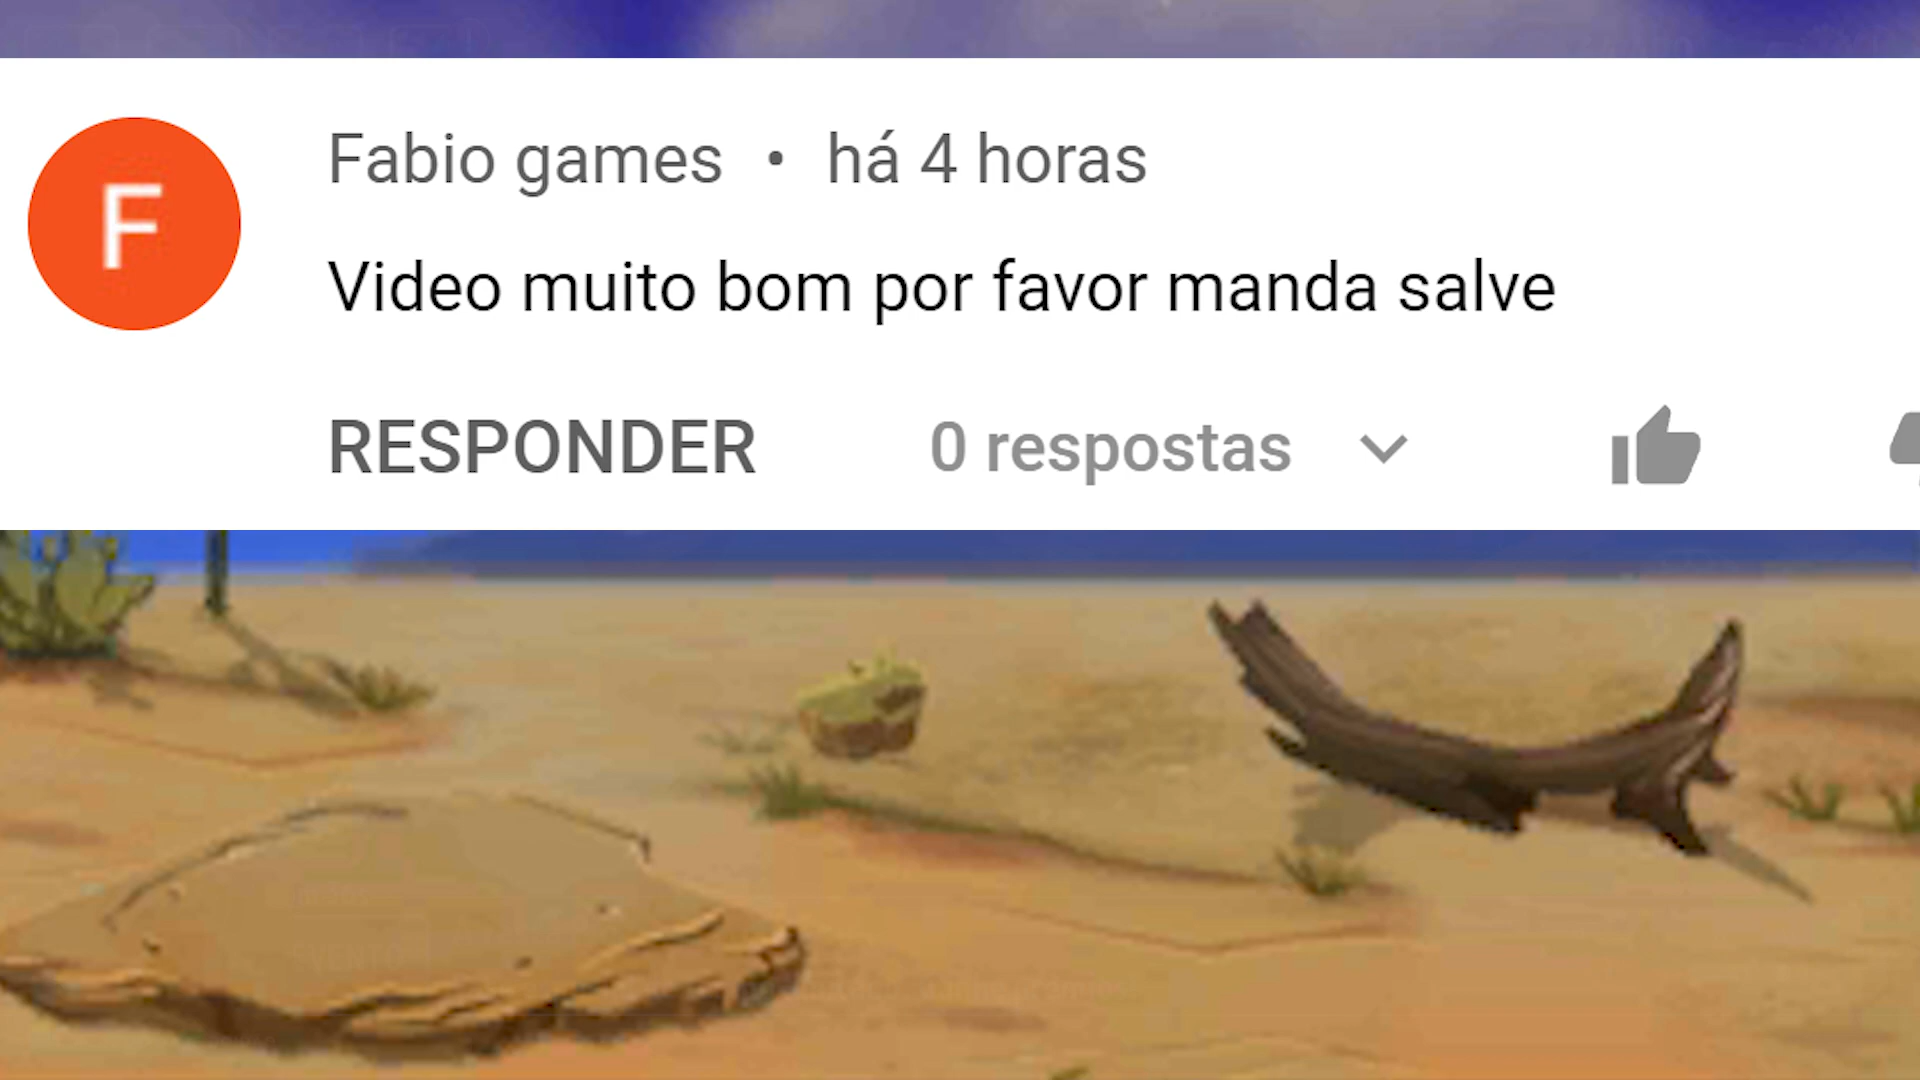 F
Fabio games • há 4 horas
Video muito bom por favor manda salve
RESPONDER 0 respostas